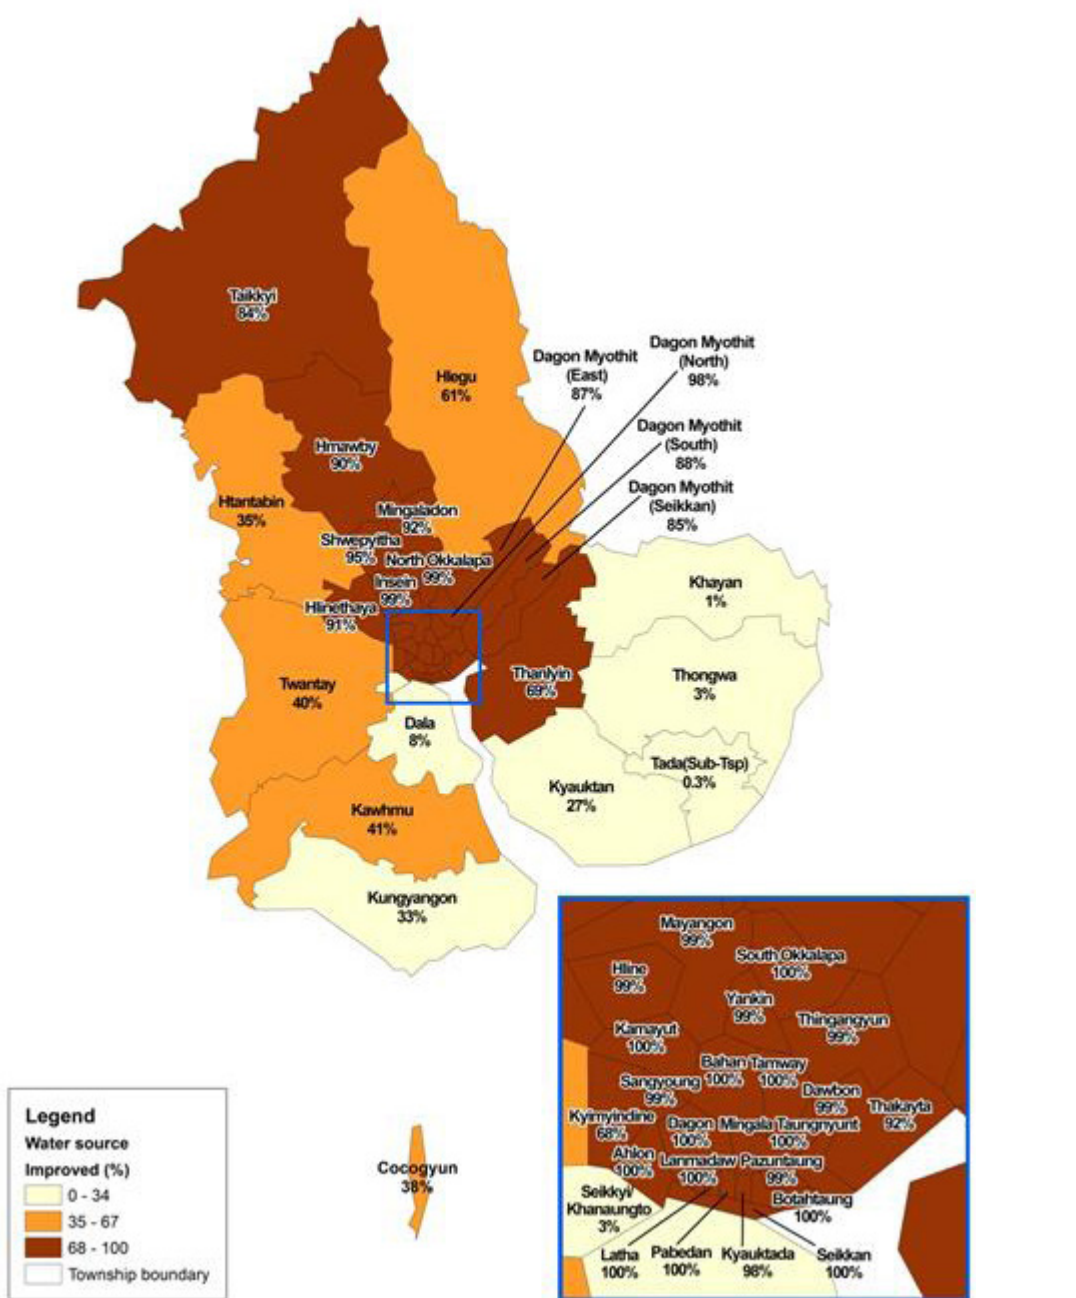 Taikkyi
84%
Hlegu
61%
Dagon Myothit
(East)
87%
Dagon Myothit
(North)
98%
Dagon Myothit
(South)
88%
Dagon Myothit
(Seikkan)
85%
Hmawby
90%
Htantabin
35%
Mingaladon
92%
Shwepyitha
95%
North Okkalapa
99%
Insein
99%
Hlinethaya
91%
Khayan
1%
Thongwa
3%
Thanlyin
69%
Twantay
40%
Dala
8%
Tada(Sub-Tsp)
0.3%
Kyauktan
27%
Kawhmu
41%
Kungyangon
33%
Mayangon
99%
South Okkalapa
100%
Hline
99%
Yankin
99%
Thingangyun
99%
Kamayut
100%
Bahan
100%
Tamway
100%
Sangyoung
99%
Dawbon
99%
Thakayta
92%
Kyimyindine
68%
Dagon
100%
Mingala Taungnyunt
100%
Ahlon
100%
Lanmadaw
100%
Pazuntaung
99%
Botahtaung
100%
Seikkyi/
Khanaungto
3%
Latha
100%
Pabedan
100%
Kyauktada
98%
Seikkan
100%
Cocogyun
38%
Legend
Water source
Improved (%)
0 - 34
35 - 67
68 - 100
Township boundary